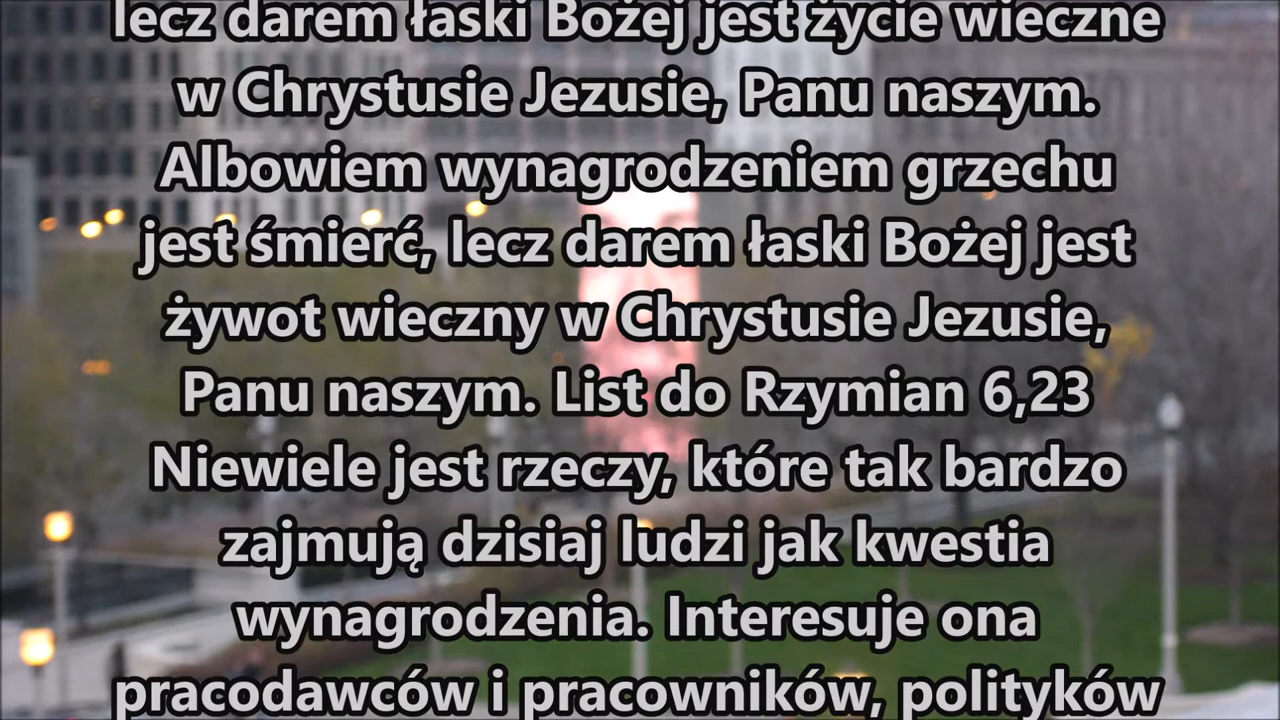 lecz darem łaski Bożej jest życie wieczne
w Chrystusie Jezusie, Panu naszym.
Albowiem wynagrodzeniem grzechu
jest śmierć, lecz darem łaski Bożej jest
żywot wieczny w Chrystusie Jezusie,
Panu naszym. List do Rzymian 6,23
Niewiele jest rzeczy, które tak bardzo
zajmują dzisiaj ludzi jak kwestia
wynagrodzenia. Interesuje ona
pracodawców i pracowników, polityków